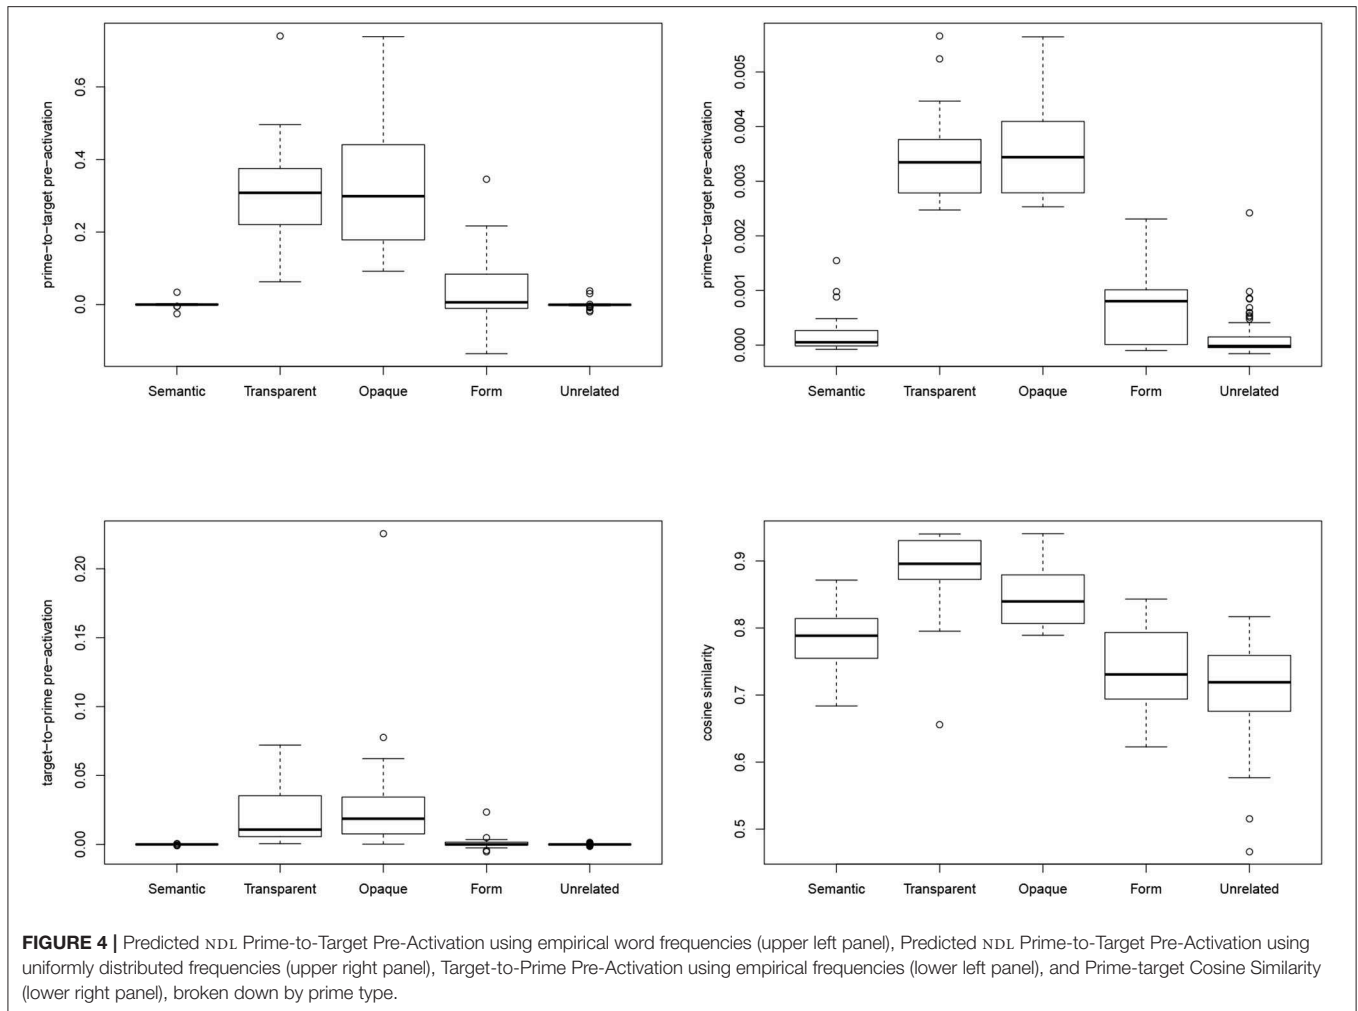 prime−to−target pre−activation
0.6
0.4
0.2
0.0
Semantic Transparent Opaque Form Unrelated
prime−to−target pre−activation
0.005
0.004
0.003
0.002
0.001
0.000
Semantic Transparent Opaque Form Unrelated
target−to−prime pre−activation
0.20
0.15
0.10
0.05
0.00
Semantic Transparent Opaque Form Unrelated
cosine similarity
0.9
0.8
0.7
0.6
0.5
Semantic Transparent Opaque Form Unrelated
FIGURE 4 | Predicted NDL Prime-to-Target Pre-Activation using empirical word frequencies (upper left panel), Predicted NDL Prime-to-Target Pre-Activation using
uniformly distributed frequencies (upper right panel), Target-to-Prime Pre-Activation using empirical frequencies (lower left panel), and Prime-target Cosine Similarity
(lower right panel), broken down by prime type.